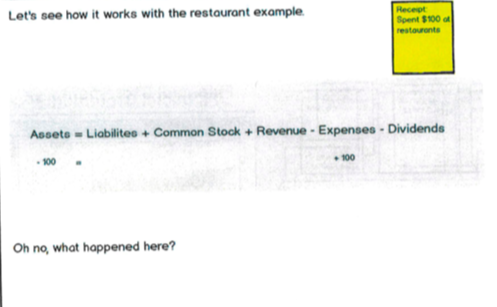 Let's see how it works with the restaurant example.
Receipt:
Spent $100 at
restaurants
Assets = Liabilites + Common Stock + Revenue - Expenses - Dividends
- 100 = + 100
Oh no, what happened here?